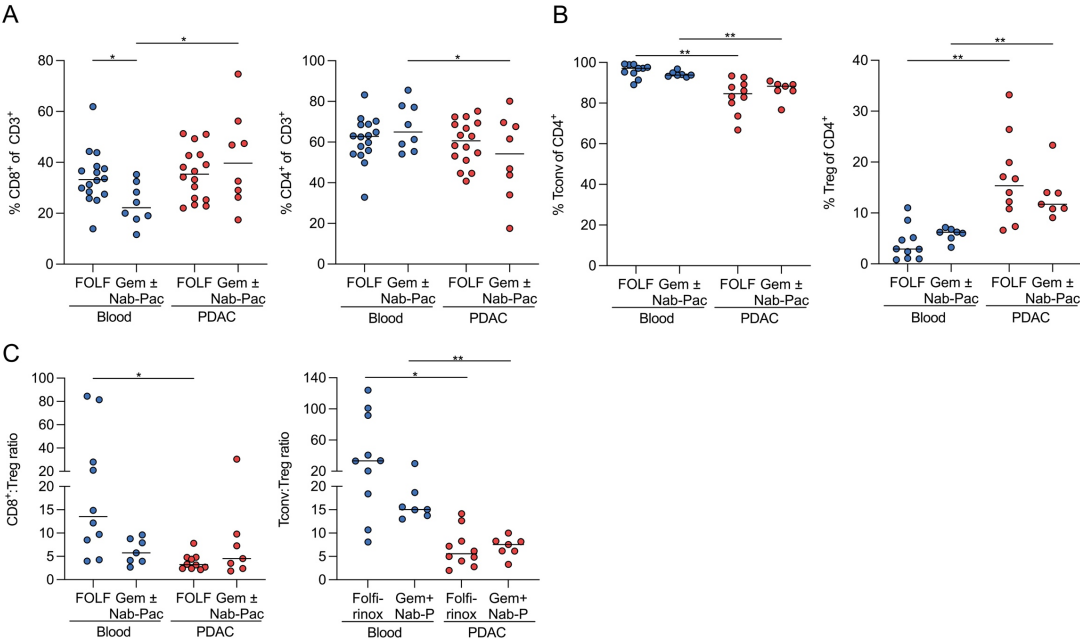 A
B
% CD8⁺ of CD3⁺
80
60
40
20
0
*
*
FOLF Gem ± FOLF Gem ±
Nab-Pac Nab-Pac
Blood PDAC
% CD4⁺ of CD3⁺
100
80
60
40
20
0
*
FOLF Gem ± FOLF Gem ±
Nab-Pac Nab-Pac
Blood PDAC
% Tconv of CD4⁺
100
80
60
40
20
0
**
**
FOLF Gem ± FOLF Gem ±
Nab-Pac Nab-Pac
Blood PDAC
% Treg of CD4⁺
40
30
20
10
0
**
**
FOLF Gem ± FOLF Gem ±
Nab-Pac Nab-Pac
Blood PDAC
C
CD8⁺:Treg ratio
100
80
60
40
20
20
15
10
5
0
*
FOLF Gem ± FOLF Gem ±
Nab-Pac Nab-Pac
Blood PDAC
Tconv:Treg ratio
140
100
60
20
20
15
10
5
0
**
*
Folfi- Gem+ Folfi- Gem+
rinox Nab-P rinox Nab-P
Blood PDAC